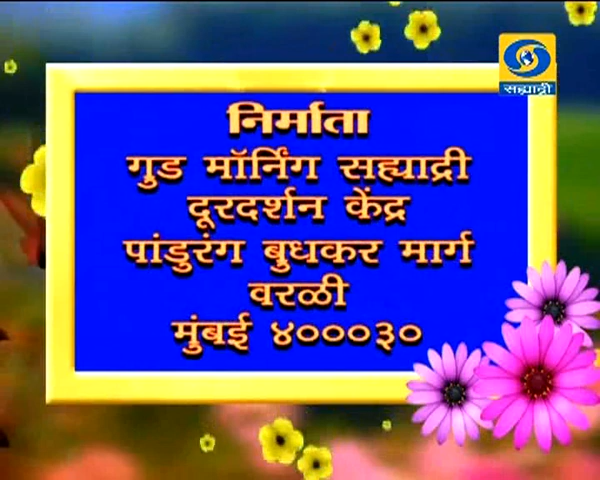 सह्याद्री
निर्माता
गुड मॉर्निंग सह्याद्री
दूरदर्शन केंद्र
पांडुरंग बुधकर मार्ग
वरळी
मुंबई ४०००३०